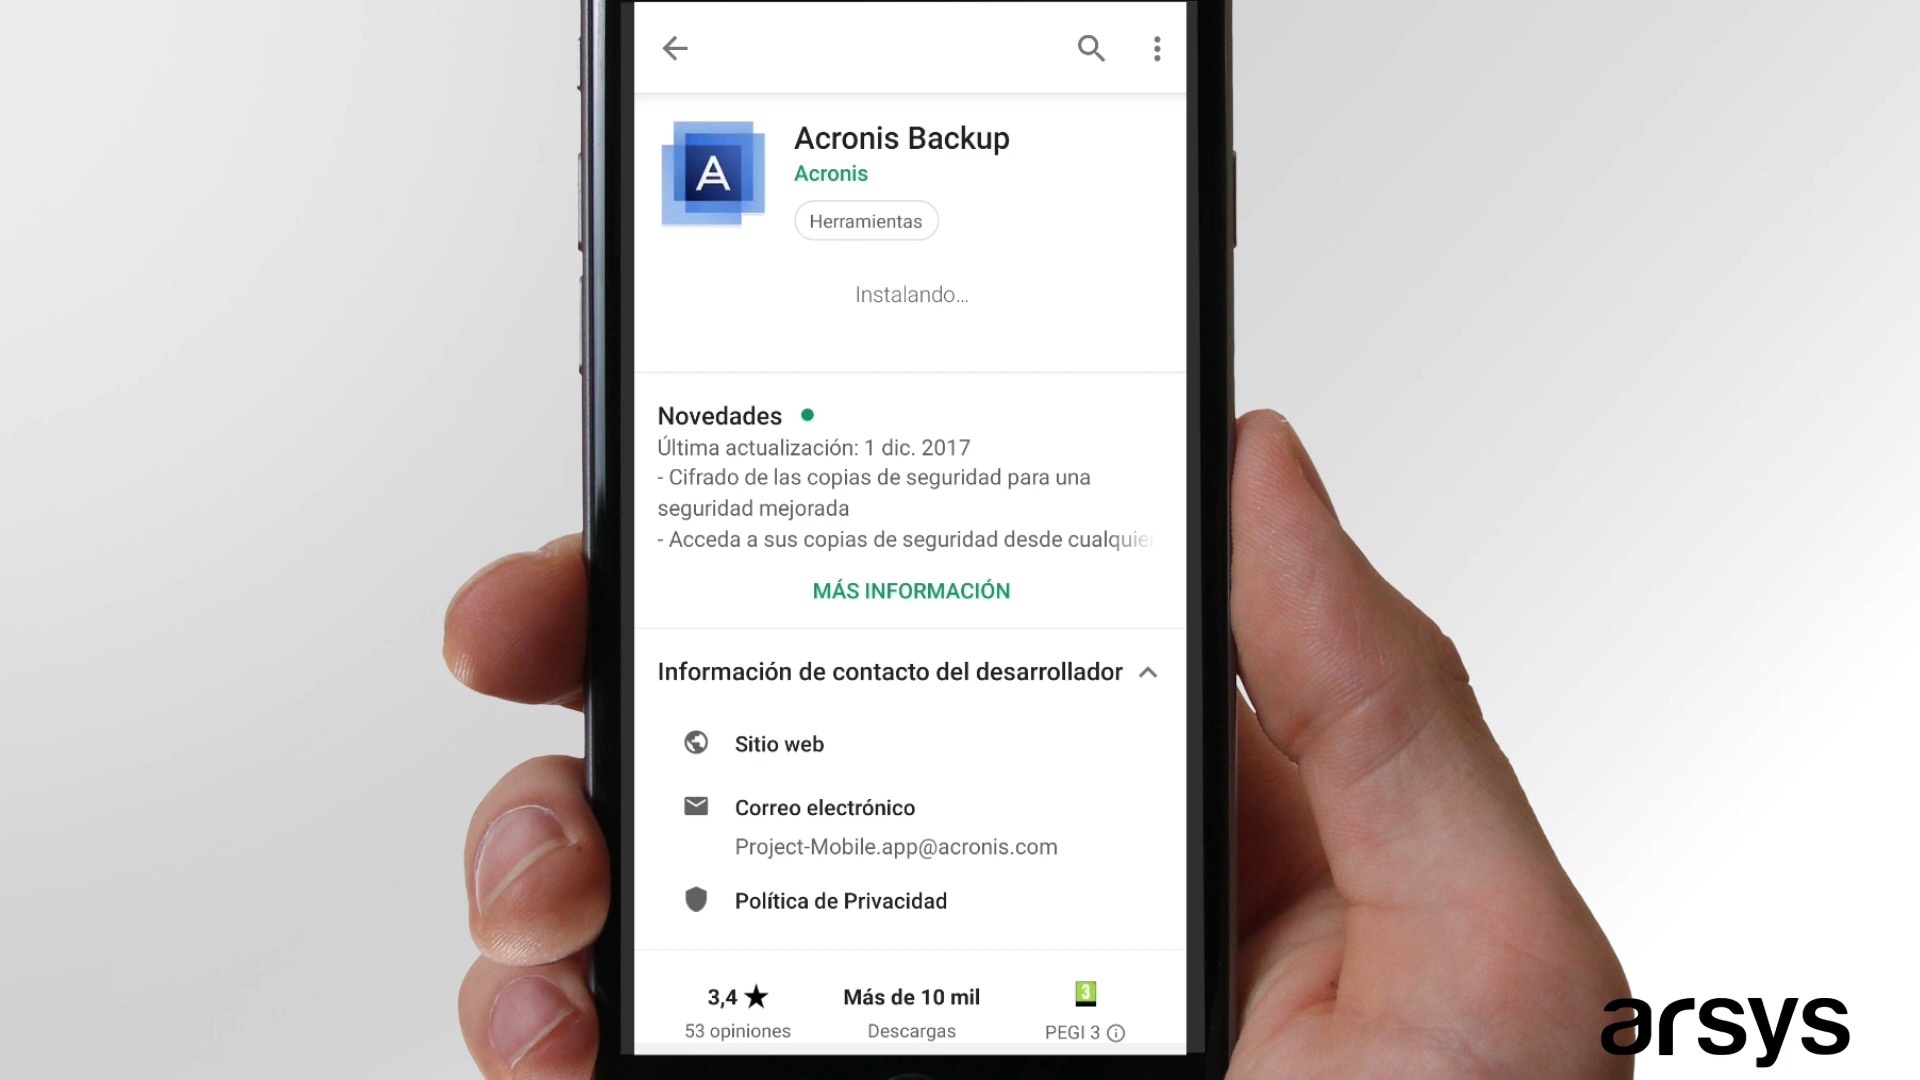 Acronis Backup
Acronis
Herramientas
Instalando...
Novedades
Última actualización: 1 dic. 2017
- Cifrado de las copias de seguridad para una
seguridad mejorada
- Acceda a sus copias de seguridad desde cualquie
MÁS INFORMACIÓN
Información de contacto del desarrollador
Sitio web
Correo electrónico
Project-Mobile.app@acronis.com
Política de Privacidad
3,4 ★ Más de 10 mil 3
53 opiniones Descargas PEGI 3
arsys